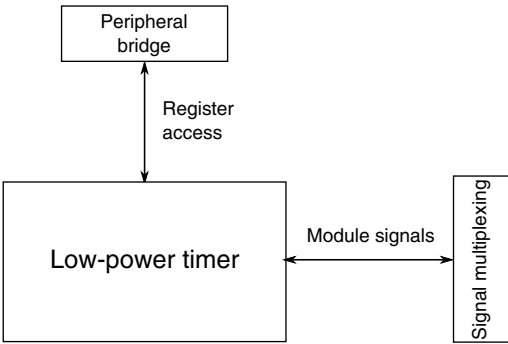 Peripheral
bridge
Register
access
Low-power timer
Module signals
Signal multiplexing